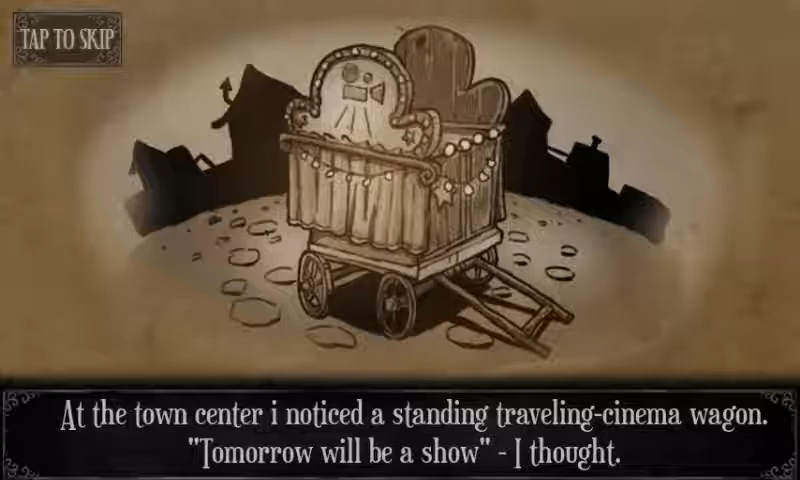 TAP TO SKIP
At the town center i noticed a standing traveling-cinema wagon.
"Tomorrow will be a show" - I thought.